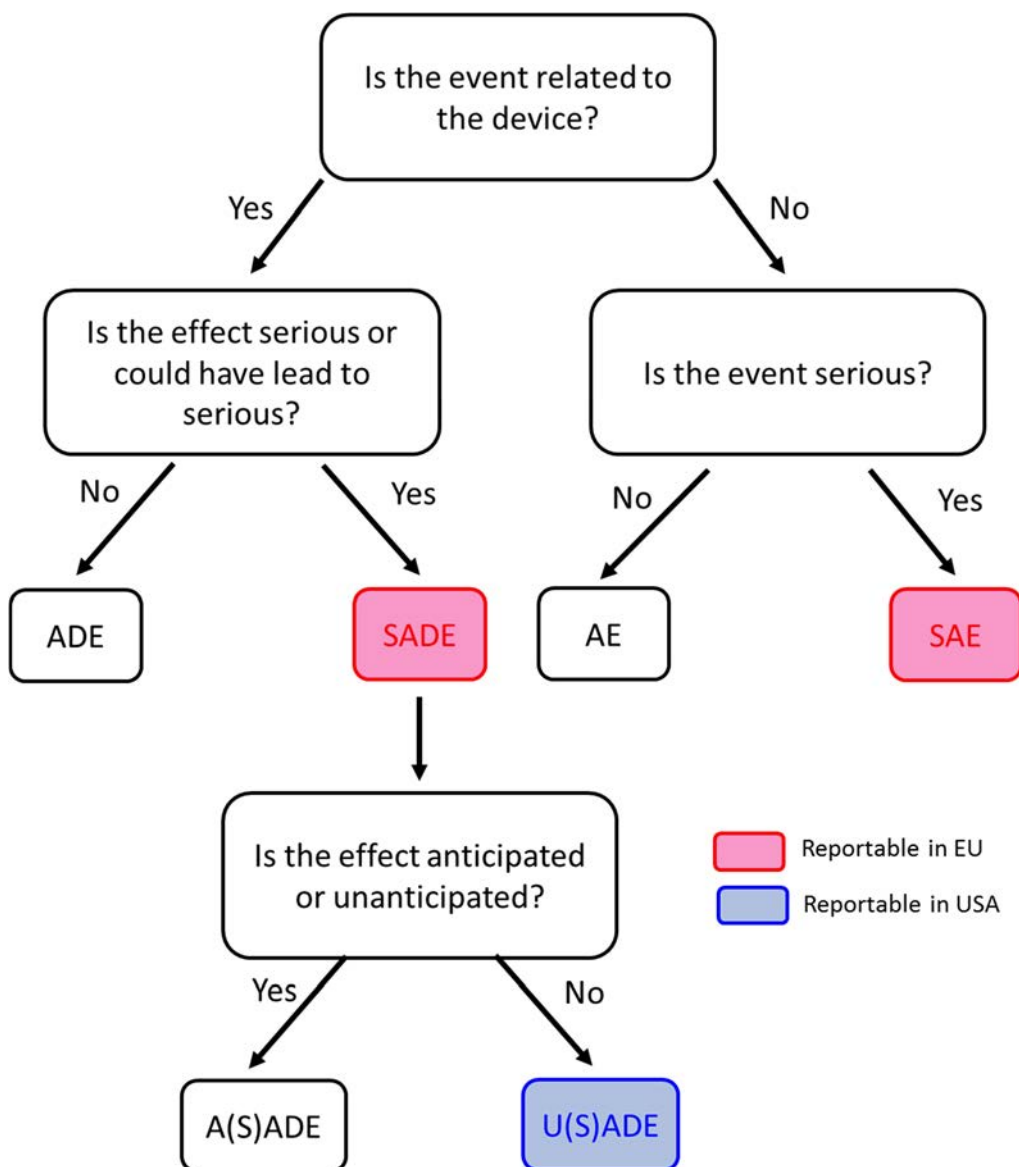 Is the event related to
the device?
Yes
No
Is the effect serious or
could have lead to
serious?
Is the event serious?
No
Yes
No
Yes
ADE
SADE
AE
SAE
Is the effect anticipated
or unanticipated?
Reportable in EU
Reportable in USA
Yes
No
A(S)ADE
U(S)ADE